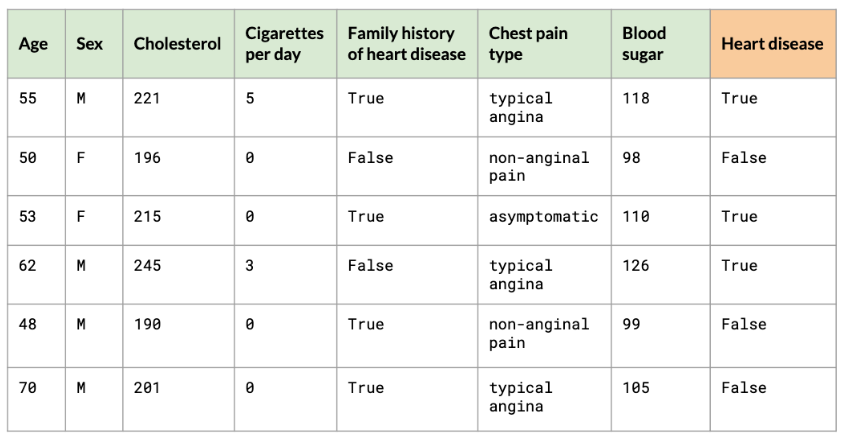 Age Sex Cholesterol Cigarettes per day Family history of heart disease Chest pain type Blood sugar Heart disease
55 M 221 5 True typical angina 118 True
50 F 196 0 False non-anginal pain 98 False
53 F 215 0 True asymptomatic 110 True
62 M 245 3 False typical angina 126 True
48 M 190 0 True non-anginal pain 99 False
70 M 201 0 True typical angina 105 False